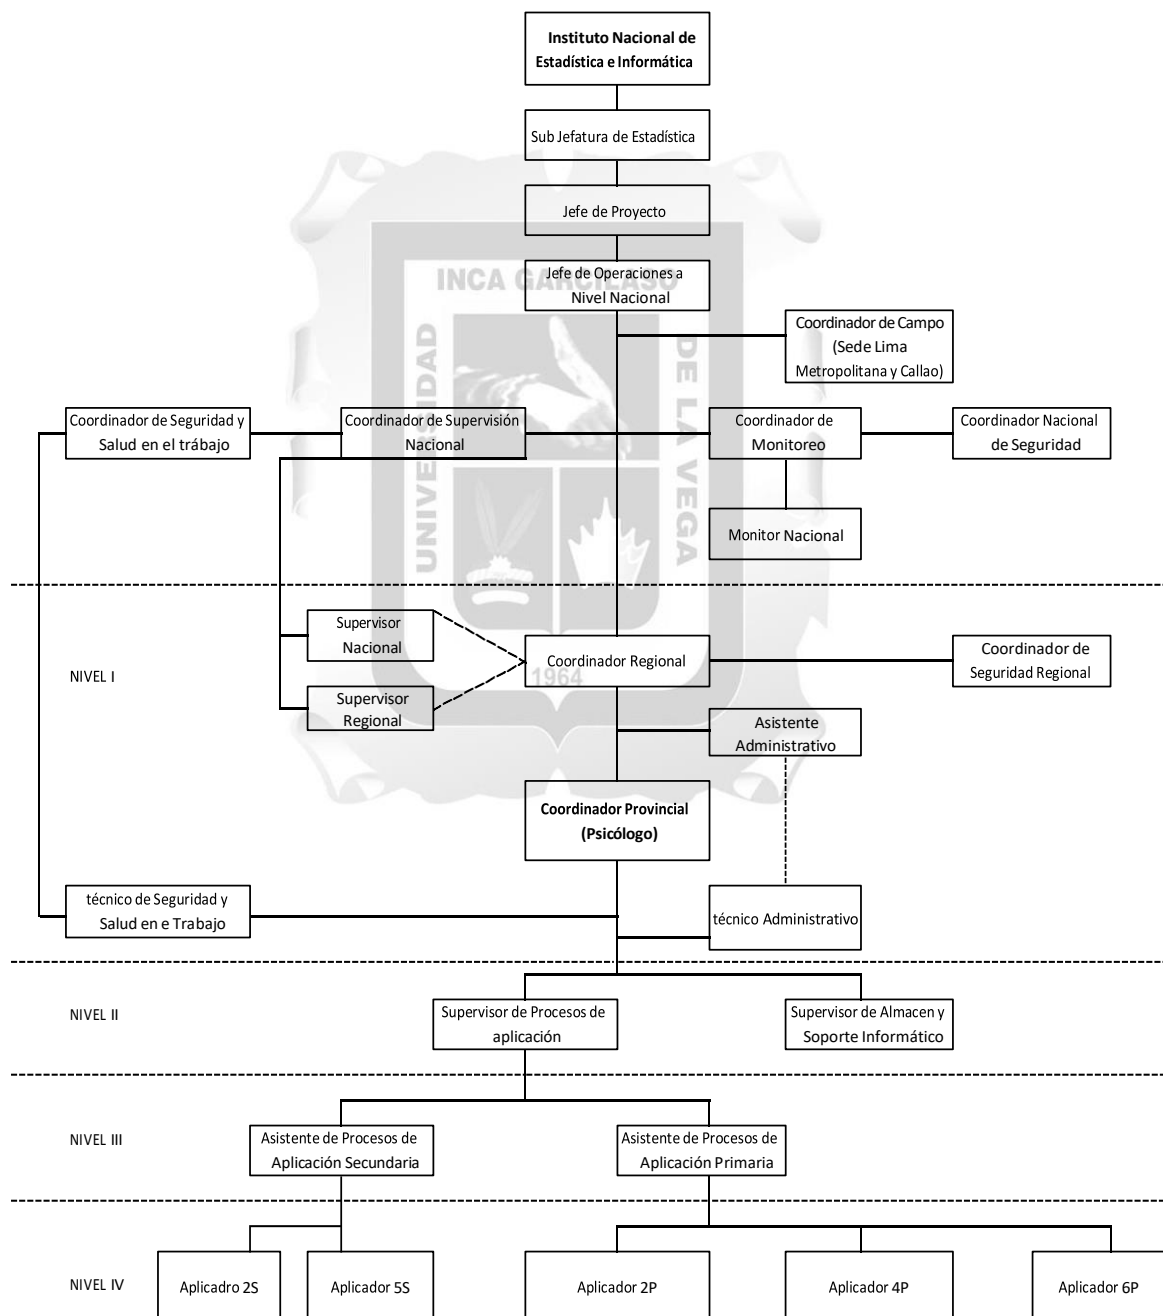 Instituto Nacional de
Estadística e Informática
Sub Jefatura de Estadística
Jefe de Proyecto
Jefe de Operaciones a
Nivel Nacional
INCA GARCILASO
UNIVERSIDAD
DE LA VEGA
1964
Coordinador de Campo
(Sede Lima
Metropolitana y Callao)
Coordinador de Seguridad y
Salud en el trábajo
Coordinador de Supervisión
Nacional
Coordinador de
Monitoreo
Coordinador Nacional
de Seguridad
Monitor Nacional
NIVEL I
Supervisor
Nacional
Supervisor
Regional
Coordinador Regional
Coordinador de
Seguridad Regional
Asistente
Administrativo
Coordinador Provincial
(Psicólogo)
técnico de Seguridad y
Salud en e Trabajo
técnico Administrativo
NIVEL II
Supervisor de Procesos de
aplicación
Supervisor de Almacen y
Soporte Informático
NIVEL III
Asistente de Procesos de
Aplicación Secundaria
Asistente de Procesos de
Aplicación Primaria
NIVEL IV
Aplicadro 2S
Aplicador 5S
Aplicador 2P
Aplicador 4P
Aplicador 6P